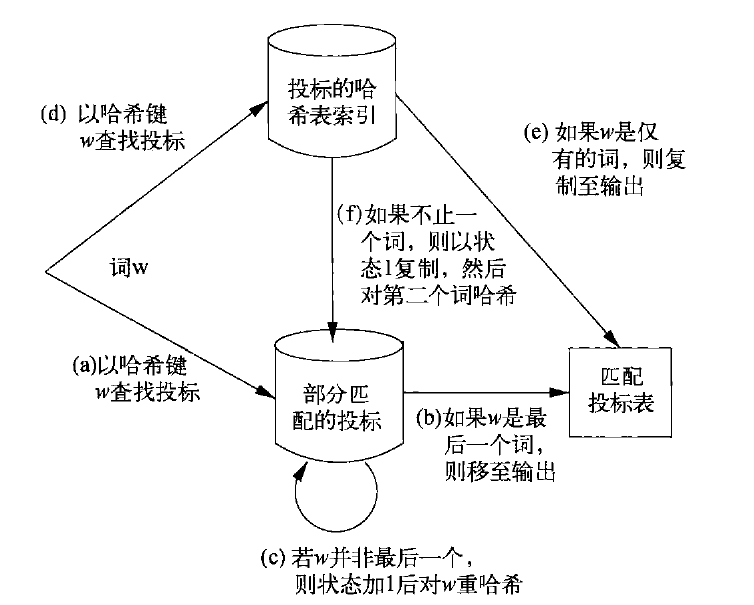 投标的哈
希表索引
(d) 以哈希键
w查找投标
(e) 如果w是仅
有的词，则复
制至输出
(f)如果不止一
个词，则以状
态1复制，然后
对第二个词哈希
词w
(a)以哈希键
w查找投标
部分匹
配的投标
匹配
投标表
(b)如果w是最
后一个词，
则移至输出
(c) 若w并非最后一个，
则状态加1后对w重哈希